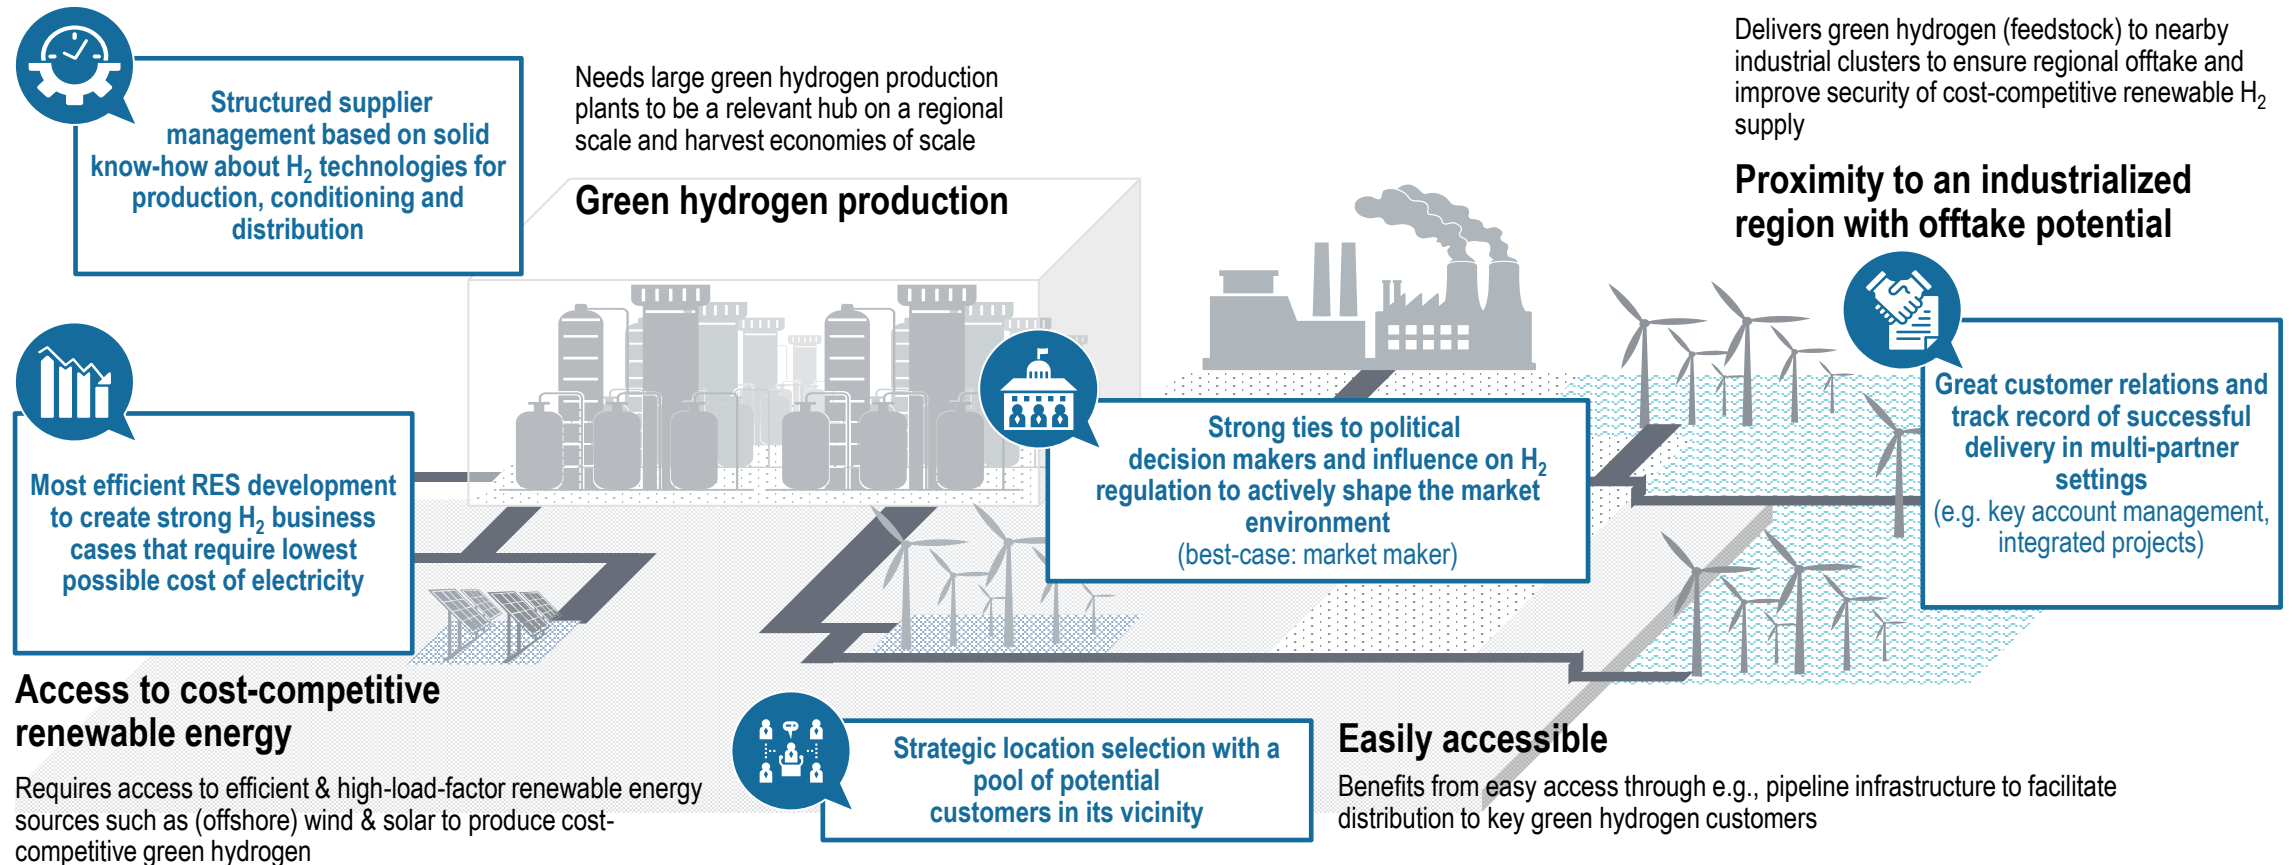 Structured supplier
management based on solid
know-how about H₂ technologies for
production, conditioning and
distribution
Needs large green hydrogen production
plants to be a relevant hub on a regional
scale and harvest economies of scale
Green hydrogen production
Delivers green hydrogen (feedstock) to nearby
industrial clusters to ensure regional offtake and
improve security of cost-competitive renewable H₂
supply
Proximity to an industrialized
region with offtake potential
Great customer relations and
track record of successful
delivery in multi-partner
settings
(e.g. key account management,
integrated projects)
Strong ties to political
decision makers and influence on H₂
regulation to actively shape the market
environment
(best-case: market maker)
Most efficient RES development
to create strong H₂ business
cases that require lowest
possible cost of electricity
Access to cost-competitive
renewable energy
Requires access to efficient & high-load-factor renewable energy
sources such as (offshore) wind & solar to produce cost-
competitive green hydrogen
Strategic location selection with a
pool of potential
customers in its vicinity
Easily accessible
Benefits from easy access through e.g., pipeline infrastructure to facilitate
distribution to key green hydrogen customers